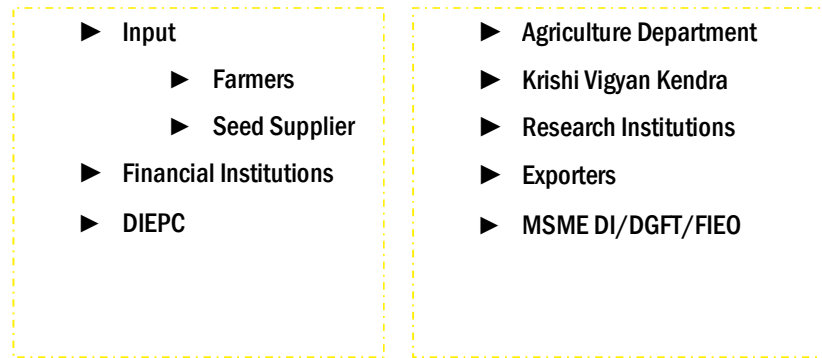 ► Input
► Farmers
► Seed Supplier
► Financial Institutions
► DIEPC
► Agriculture Department
► Krishi Vigyan Kendra
► Research Institutions
► Exporters
► MSME DI/DGFT/FIEO